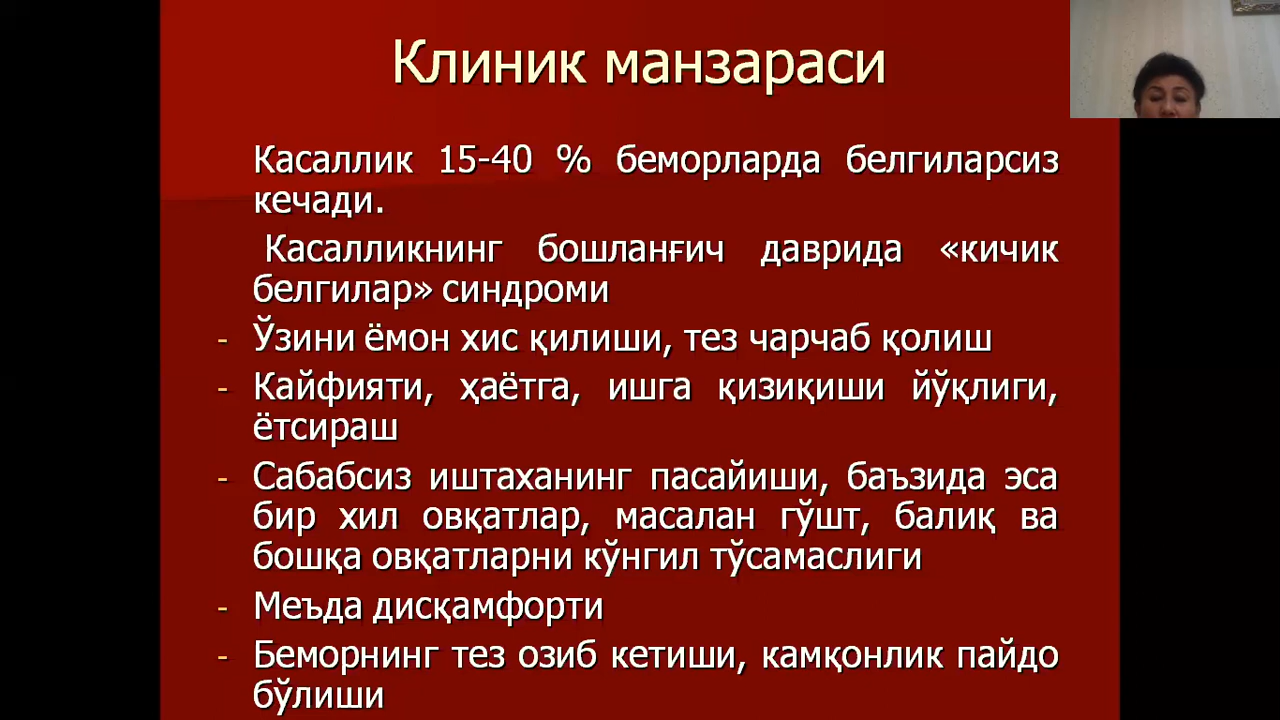 Клиник манзараси
Касаллик 15-40 % беморларда белгиларсиз
кечади.
Касалликнинг бошланғич даврида «кичик
белгилар» синдроми
- Ўзини ёмон хис қилиши, тез чарчаб қолиш
- Кайфияти, ҳаётга, ишга қизиқиши йўқлиги,
ётсираш
- Сабабсиз иштаханинг пасайиши, баъзида эса
бир хил овқатлар, масалан гўшт, балиқ ва
бошқа овқатларни кўнгил тўсамаслиги
- Меъда дисқамфорти
- Беморнинг тез озиб кетиши, камқонлик пайдо
бўлиши